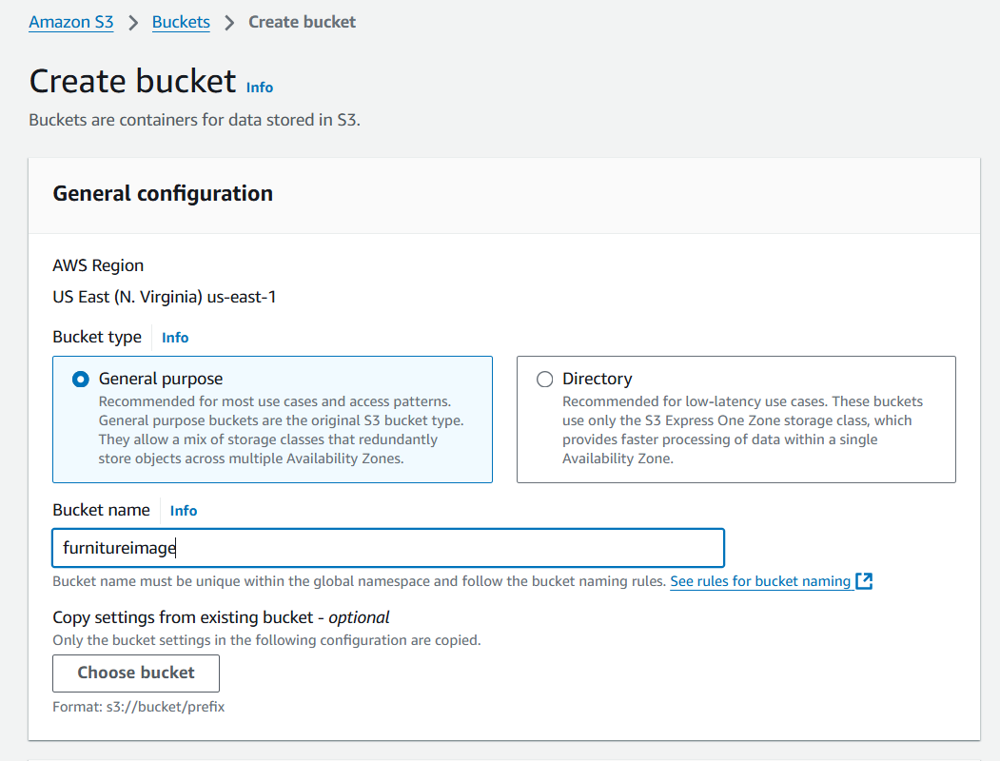 Amazon S3 > Buckets > Create bucket
Create bucket Info
Buckets are containers for data stored in S3.
General configuration
AWS Region
US East (N. Virginia) us-east-1
Bucket type Info
General purpose
Recommended for most use cases and access patterns.
General purpose buckets are the original S3 bucket type.
They allow a mix of storage classes that redundantly
store objects across multiple Availability Zones.
Directory
Recommended for low-latency use cases. These buckets
use only the S3 Express One Zone storage class, which
provides faster processing of data within a single
Availability Zone.
Bucket name Info
furnitureimage
Bucket name must be unique within the global namespace and follow the bucket naming rules. See rules for bucket naming
Copy settings from existing bucket - optional
Only the bucket settings in the following configuration are copied.
Choose bucket
Format: s3://bucket/prefix